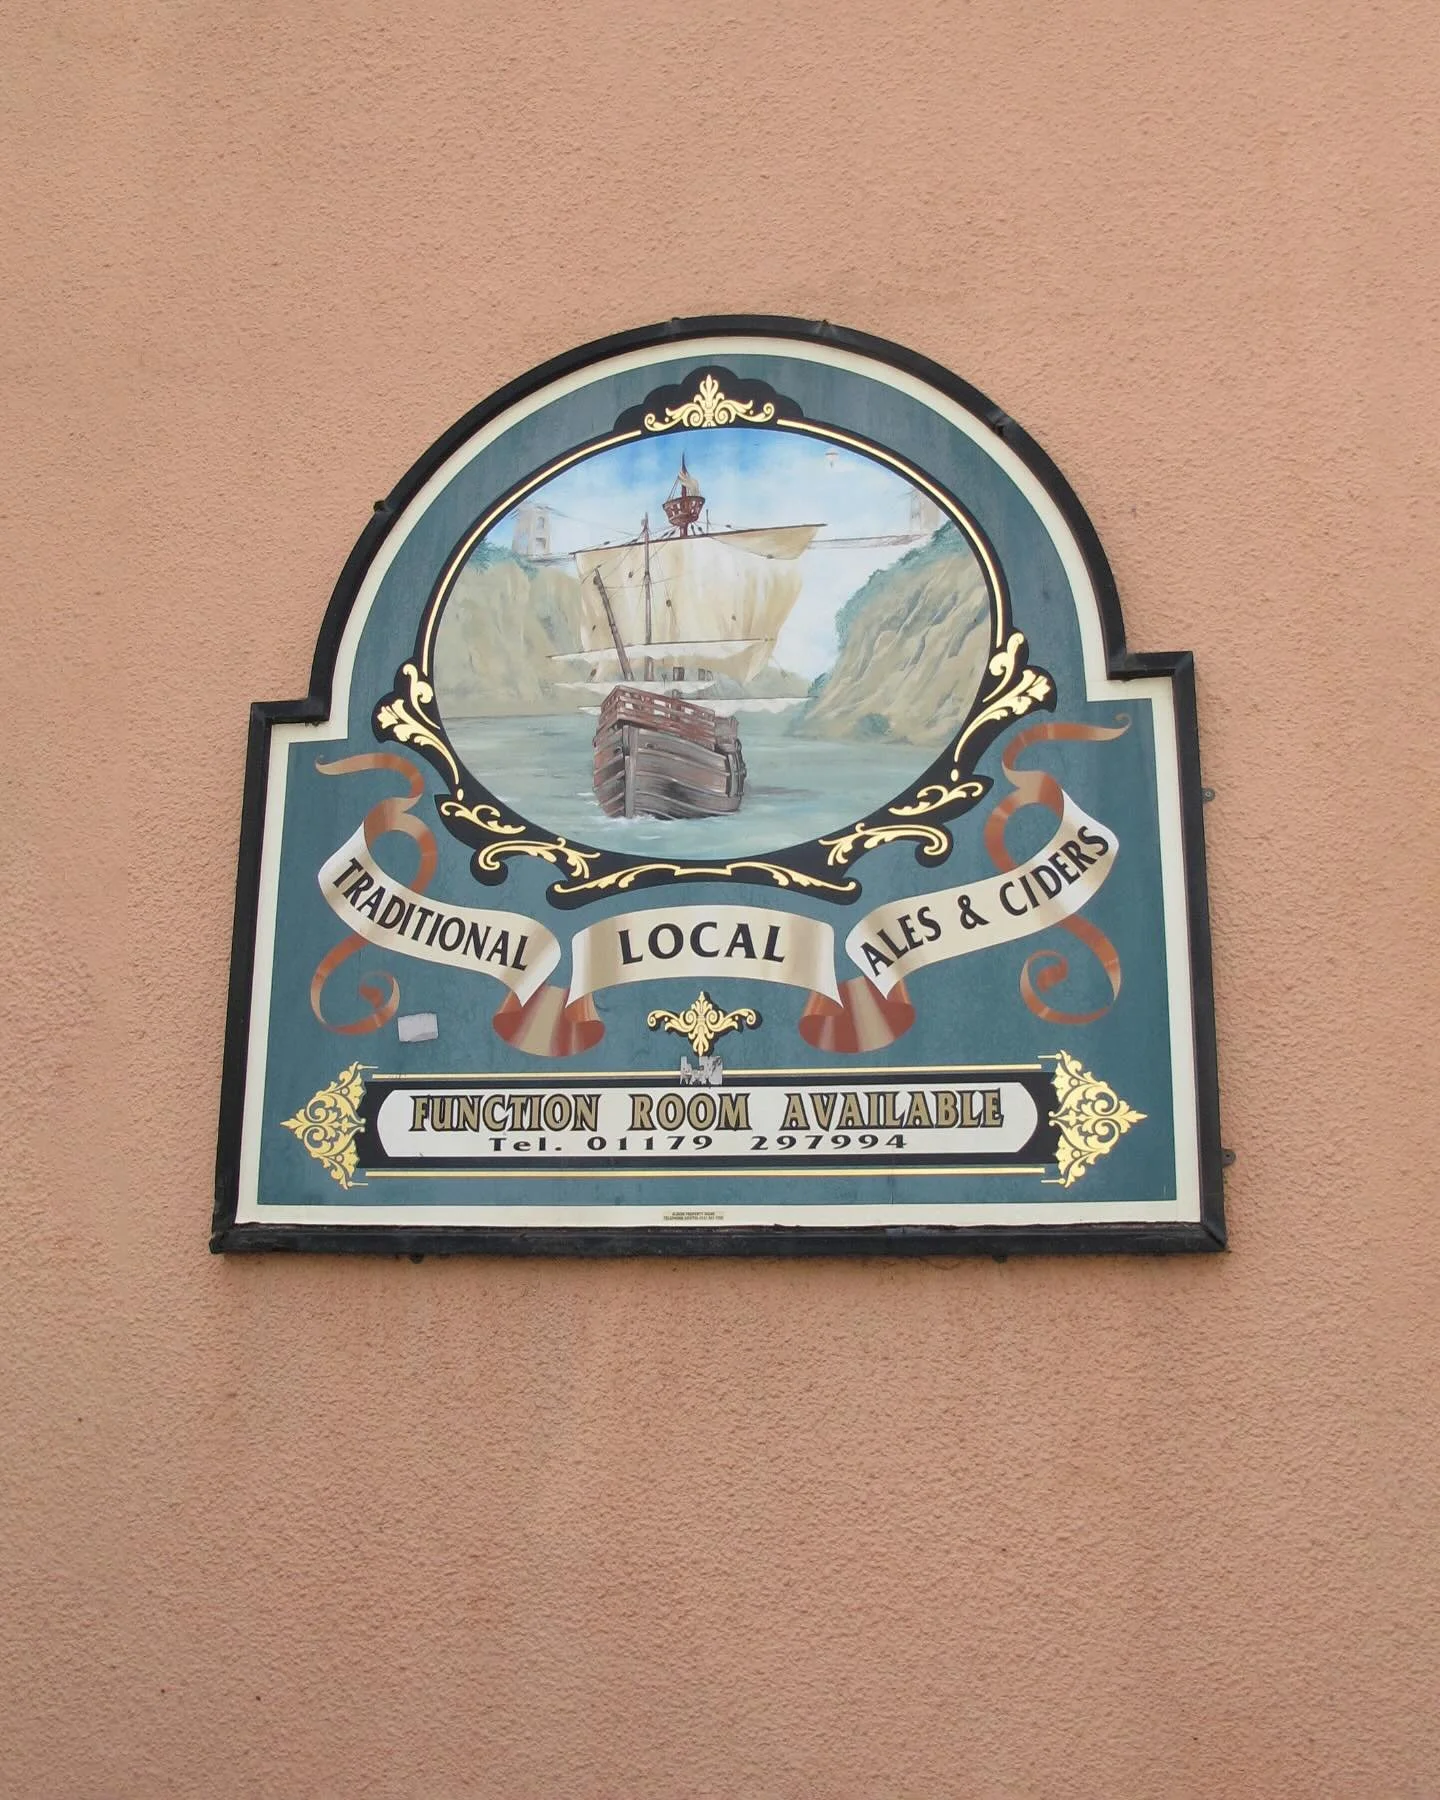 TRADITIONAL LOCAL ALES & CIDERS
FUNCTION ROOM AVAILABLE
Tel. 01179 297994